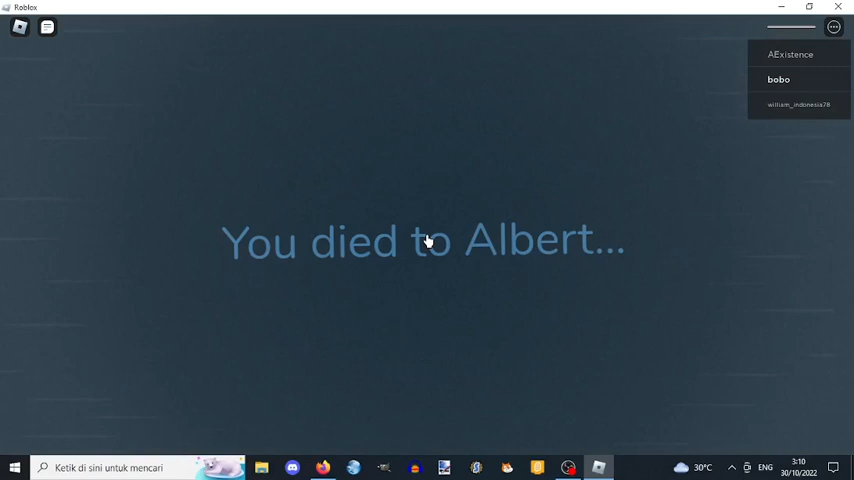 Roblox
AExistence
bobo
william_indonesia78
You died to Albert...
Ketik di sini untuk mencari
30°C
ENG
3:10
30/10/2022